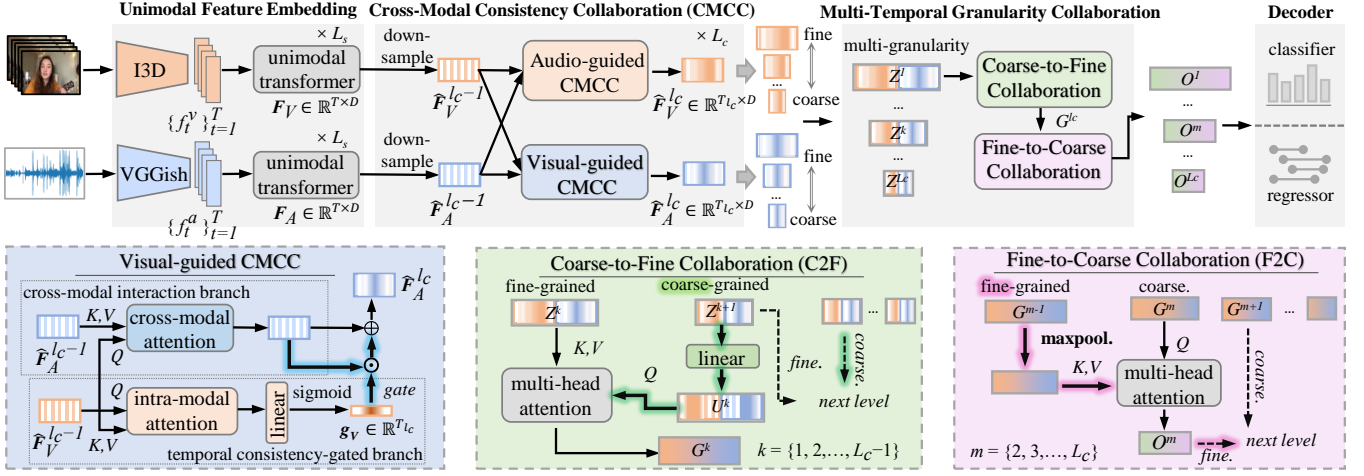 Unimodal Feature Embedding
Cross-Modal Consistency Collaboration (CMCC)
Multi-Temporal Granularity Collaboration
Decoder
I3D
{f_t^v}_{t=1}^T
× L_s
unimodal
transformer
F_V ∈ ℝ^{T×D}
VGGish
{f_t^a}_{t=1}^T
× L_s
unimodal
transformer
F_A ∈ ℝ^{T×D}
down-
sample
F̂_V^{l_c-1}
down-
sample
F̂_A^{l_c-1}
Audio-guided
CMCC
Visual-guided
CMCC
× L_c
F̂_V^{l_c} ∈ ℝ^{T_{l_c}×D}
F̂_A^{l_c} ∈ ℝ^{T_{l_c}×D}
fine
...
coarse
fine
...
coarse
multi-granularity
Z^1
...
Z^k
...
Z^{L_c}
Coarse-to-Fine
Collaboration
G^{lc}
Fine-to-Coarse
Collaboration
O^1
...
O^m
...
O^{Lc}
classifier
regressor
Visual-guided CMCC
cross-modal interaction branch
F̂_A^{l_c-1}
K,V
Q
cross-modal
attention
F̂_A^{l_c}
F̂_V^{l_c-1}
Q
K,V
intra-modal
attention
linear
sigmoid
gate
g_V ∈ ℝ^{T_{l_c}}
temporal consistency-gated branch
Coarse-to-Fine Collaboration (C2F)
fine-grained
Z^k
K,V
multi-head
attention
coarse-grained
Z^{k+1}
linear
Q
U^k
fine.
...
coarse.
next level
G^k
k = {1, 2,…, L_c−1}
Fine-to-Coarse Collaboration (F2C)
fine-grained
G^{m-1}
maxpool.
K,V
coarse.
G^m
Q
multi-head
attention
O^m
fine.
G^{m+1}
...
coarse.
next level
m = {2, 3,…, L_c}